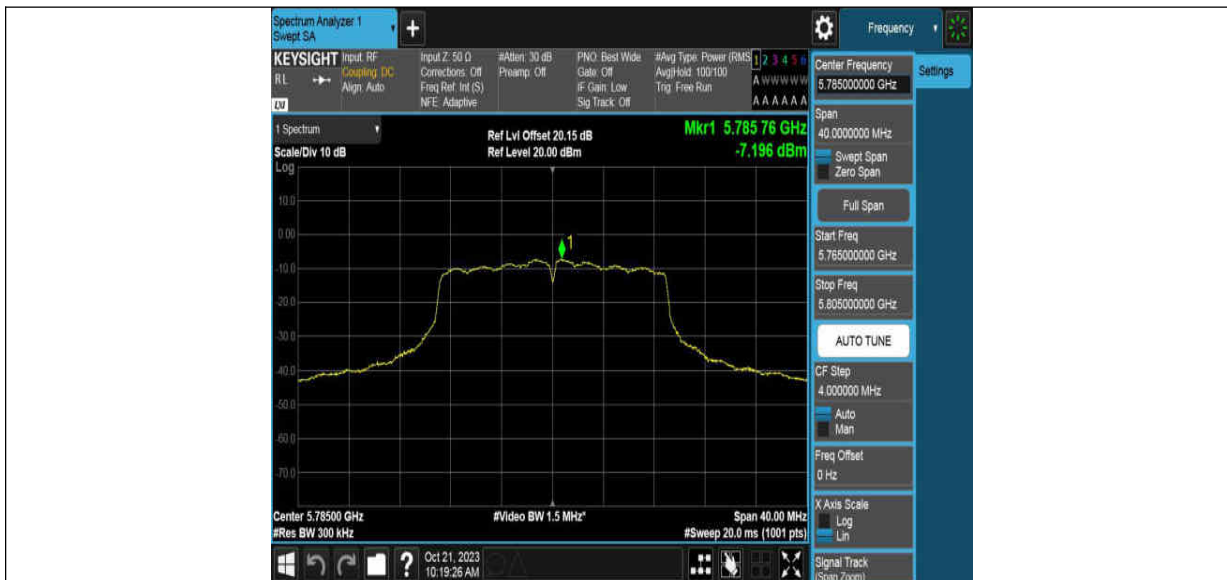 Spectrum Analyzer 1
Swept SA
+
Frequency
KEYSIGHT
RL
LXI
Input: RF
Coupling: DC
Align: Auto
Input Z: 50 Ω
Corrections: Off
Freq Ref: Int (S)
NFE: Adaptive
#Atten: 30 dB
Preamp: Off
PNO: Best Wide
Gate: Off
IF Gain: Low
Sig Track: Off
#Avg Type: Power (RMS
Avg|Hold: 100/100
Trig: Free Run
1 2 3 4 5 6
A W W W W W
A A A A A A
1 Spectrum
Scale/Div 10 dB
Log
Ref Lvl Offset 20.15 dB
Ref Level 20.00 dBm
Mkr1 5.785 76 GHz
-7.196 dBm
10.0
0.00
-10.0
-20.0
-30.0
-40.0
-50.0
-60.0
-70.0
1
Center 5.78500 GHz
#Res BW 300 kHz
#Video BW 1.5 MHz*
Span 40.00 MHz
#Sweep 20.0 ms (1001 pts)
?
Oct 21, 2023
10:19:26 AM
Center Frequency
5.785000000 GHz
Span
40.0000000 MHz
Swept Span
Zero Span
Full Span
Start Freq
5.765000000 GHz
Stop Freq
5.805000000 GHz
AUTO TUNE
CF Step
4.000000 MHz
Auto
Man
Freq Offset
0 Hz
X Axis Scale
Log
Lin
Signal Track
(Span Zoom)
Settings